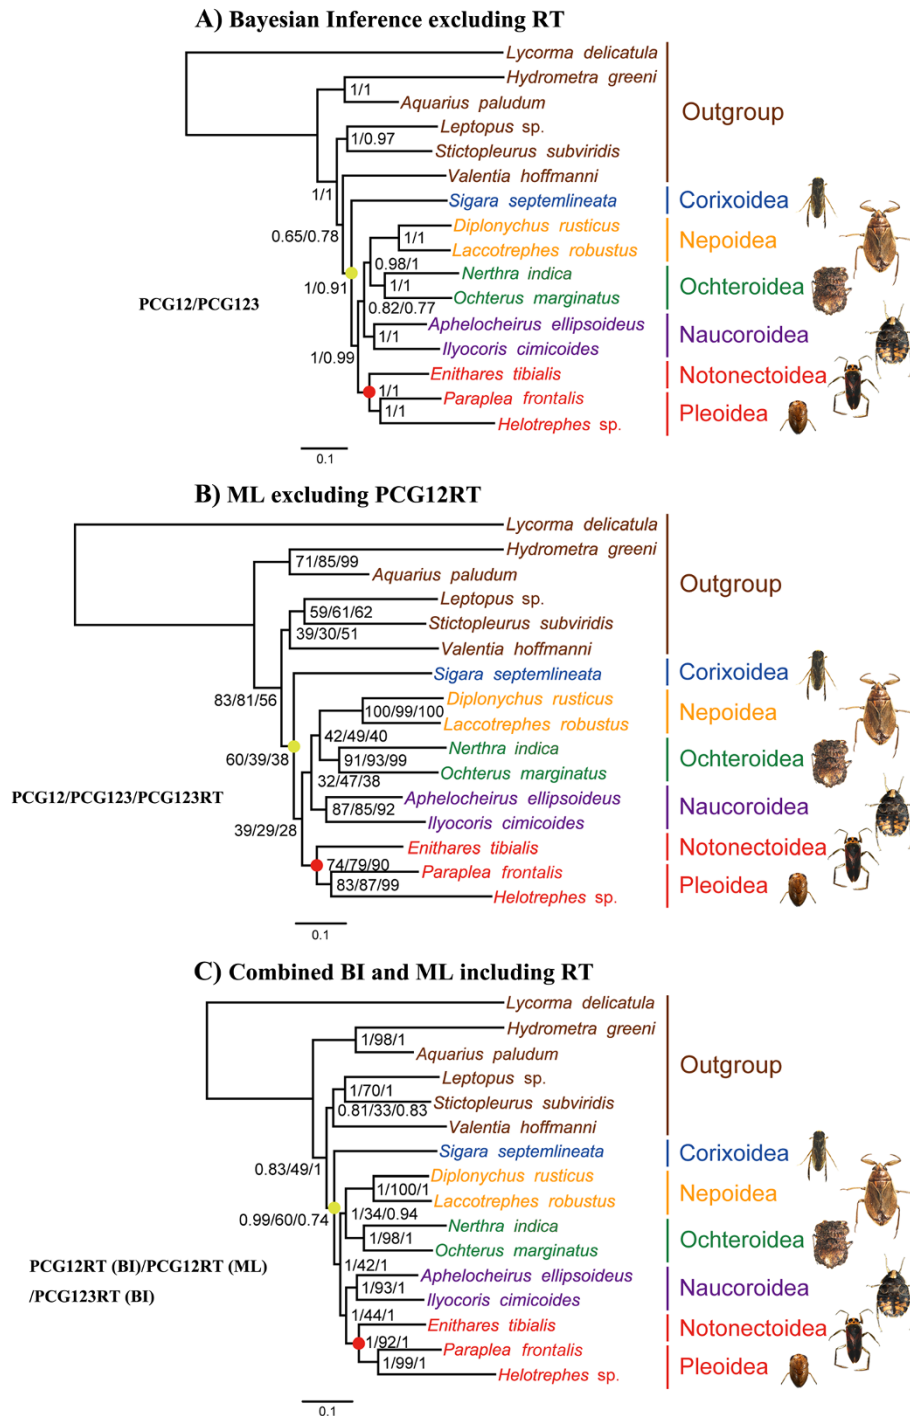 A) Bayesian Inference excluding RT
Lycorma delicatula
Hydrometra greeni
1/1
Aquarius paludum
Outgroup
Leptopus sp.
1/0.97
Stictopleurus subviridis
Valentia hoffmanni
1/1
Sigara septemlineata
Corixoidea
Diplonychus rusticus
0.65/0.78
1/1
Nepoidea
Laccotrephes robustus
0.98/1
Nerthra indica
1/0.91
1/1
Ochteroidea
Ochterus marginatus
PCG12/PCG123
0.82/0.77
Aphelocheirus ellipsoideus
1/1
Naucoroidea
Ilyocoris cimicoides
1/0.99
Enithares tibialis
Notonectoidea
1/1
Paraplea frontalis
1/1
Pleoidea
Helotrephes sp.
0.1
B) ML excluding PCG12RT
Lycorma delicatula
Hydrometra greeni
71/85/99
Aquarius paludum
Outgroup
Leptopus sp.
59/61/62
Stictopleurus subviridis
39/30/51
Valentia hoffmanni
Sigara septemlineata
Corixoidea
83/81/56
Diplonychus rusticus
100/99/100
Nepoidea
Laccotrephes robustus
42/49/40
Nerthra indica
60/39/38
91/93/99
Ochteroidea
Ochterus marginatus
32/47/38
PCG12/PCG123/PCG123RT
Aphelocheirus ellipsoideus
87/85/92
Naucoroidea
Ilyocoris cimicoides
39/29/28
Enithares tibialis
Notonectoidea
74/79/90
Paraplea frontalis
83/87/99
Pleoidea
Helotrephes sp.
0.1
C) Combined BI and ML including RT
Lycorma delicatula
Hydrometra greeni
1/98/1
Aquarius paludum
Outgroup
Leptopus sp.
1/70/1
Stictopleurus subviridis
0.81/33/0.83
Valentia hoffmanni
Sigara septemlineata
Corixoidea
0.83/49/1
Diplonychus rusticus
1/100/1
Nepoidea
Laccotrephes robustus
0.99/60/0.74
1/34/0.94
Nerthra indica
1/98/1
Ochteroidea
Ochterus marginatus
PCG12RT (BI)/PCG12RT (ML)
/PCG123RT (BI)
1/42/1
Aphelocheirus ellipsoideus
1/93/1
Naucoroidea
Ilyocoris cimicoides
1/44/1
Enithares tibialis
Notonectoidea
1/92/1
Paraplea frontalis
1/99/1
Pleoidea
Helotrephes sp.
0.1